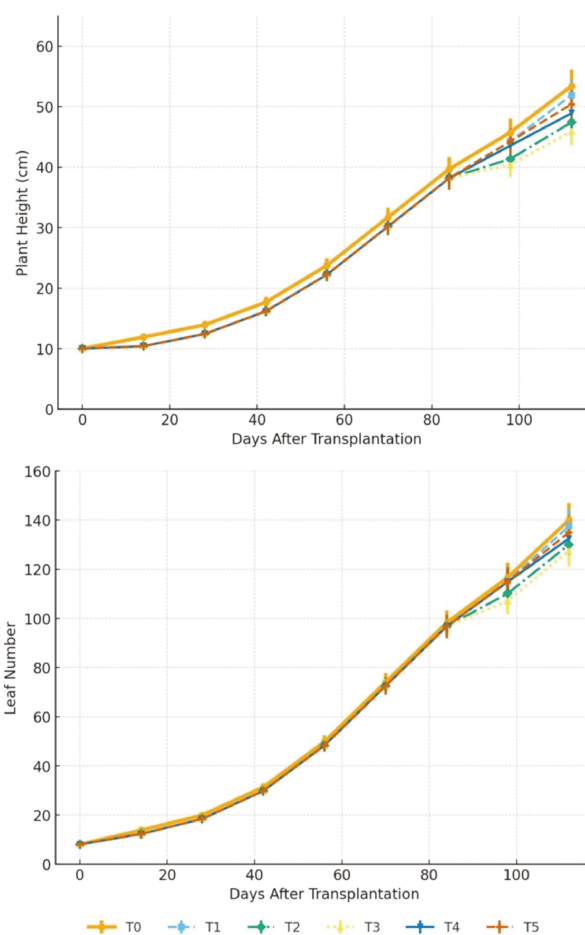 60
50
40
30
20
10
0
Plant Height (cm)
0 20 40 60 80 100
Days After Transplantation
160
140
120
100
80
60
40
20
0
Leaf Number
0 20 40 60 80 100
Days After Transplantation
T0 T1 T2 T3 T4 T5